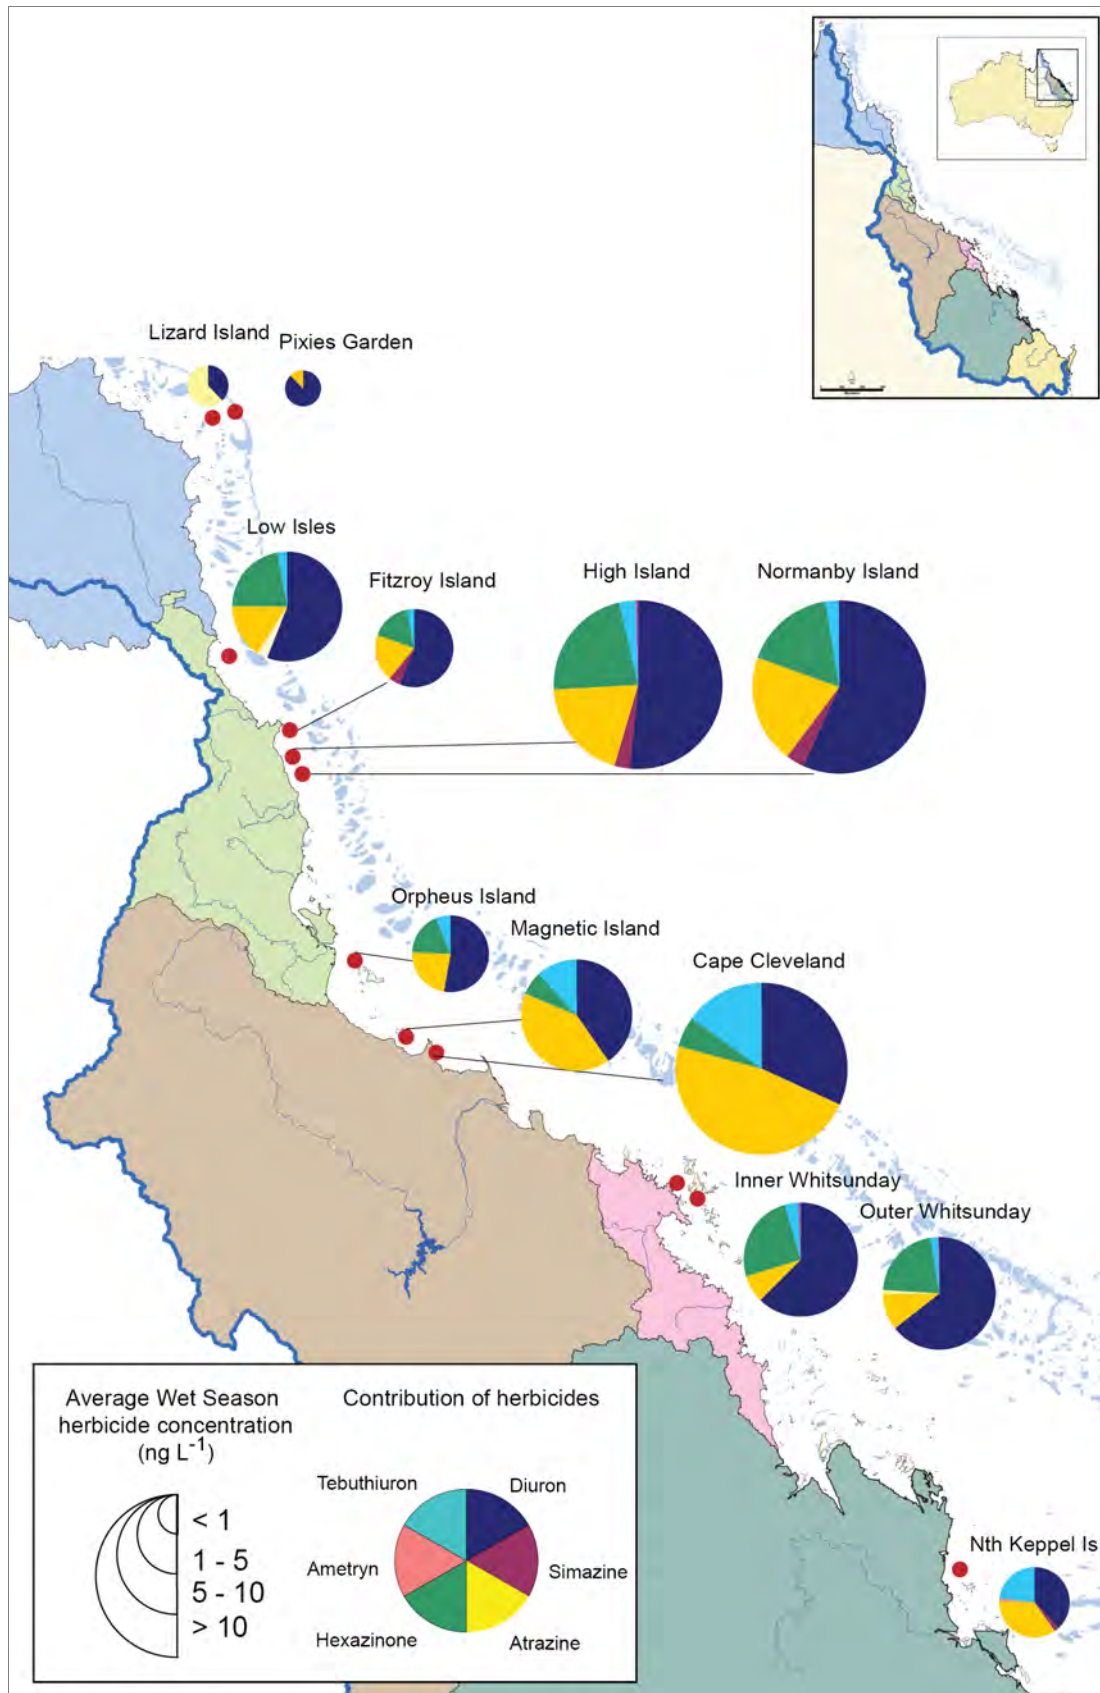 Lizard Island
Pixies Garden
Low Isles
Fitzroy Island
High Island
Normanby Island
Orpheus Island
Magnetic Island
Cape Cleveland
Inner Whitsunday
Outer Whitsunday
Nth Keppel Is
Average Wet Season
herbicide concentration
(ng L-1)
< 1
1 - 5
5 - 10
> 10
Contribution of herbicides
Tebuthiuron
Diuron
Ametryn
Simazine
Hexazinone
Atrazine